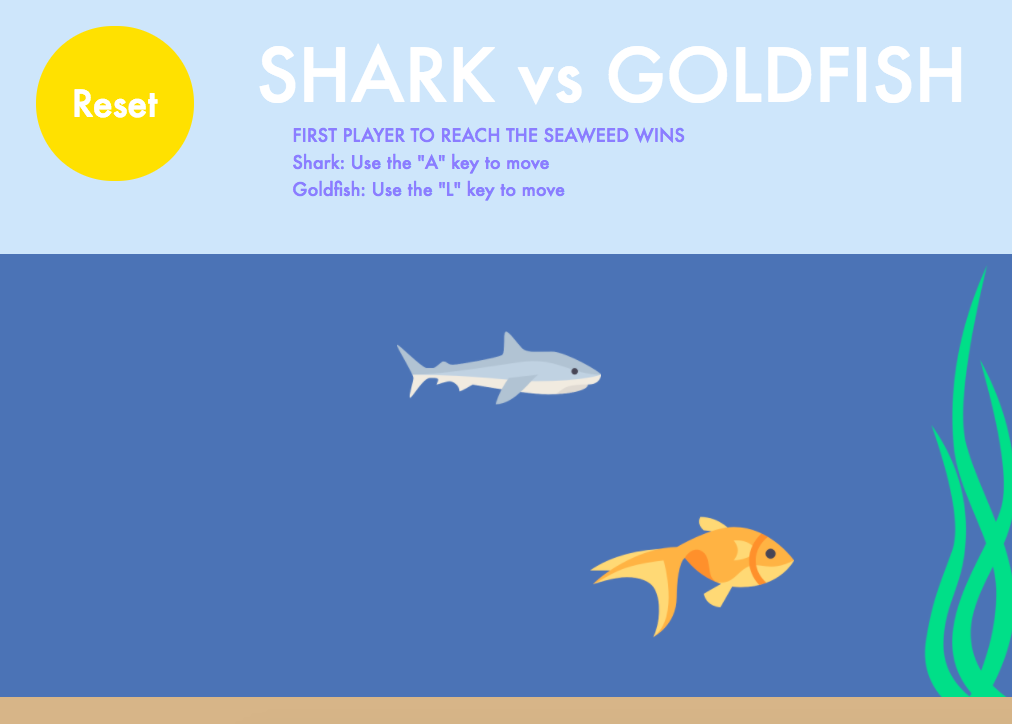 Reset
SHARK vs GOLDFISH
FIRST PLAYER TO REACH THE SEAWEED WINS
Shark: Use the "A" key to move
Goldfish: Use the "L" key to move